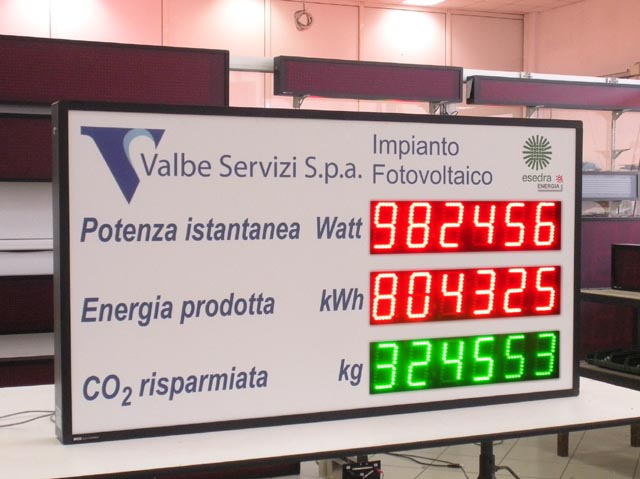 Valbe Servizi S.p.a.
Impianto
Fotovoltaico
esedra
ENERGIA
Potenza istantanea Watt 982456
Energia prodotta kWh 804325
CO2 risparmiata kg 324553